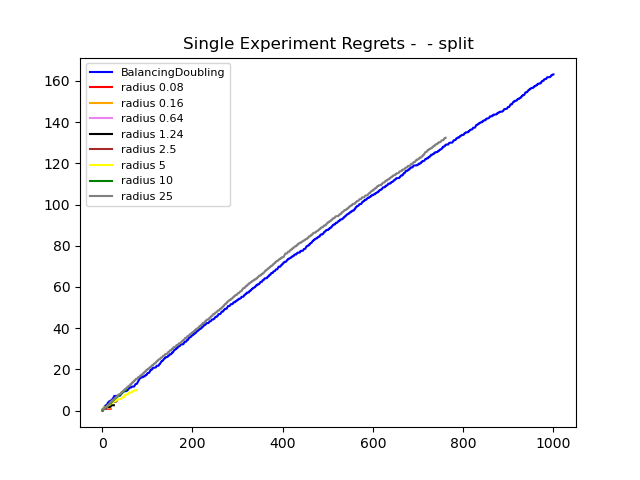 Single Experiment Regrets -  - split
BalancingDoubling
radius 0.08
radius 0.16
radius 0.64
radius 1.24
radius 2.5
radius 5
radius 10
radius 25
160
140
120
100
80
60
40
20
0
0 200 400 600 800 1000